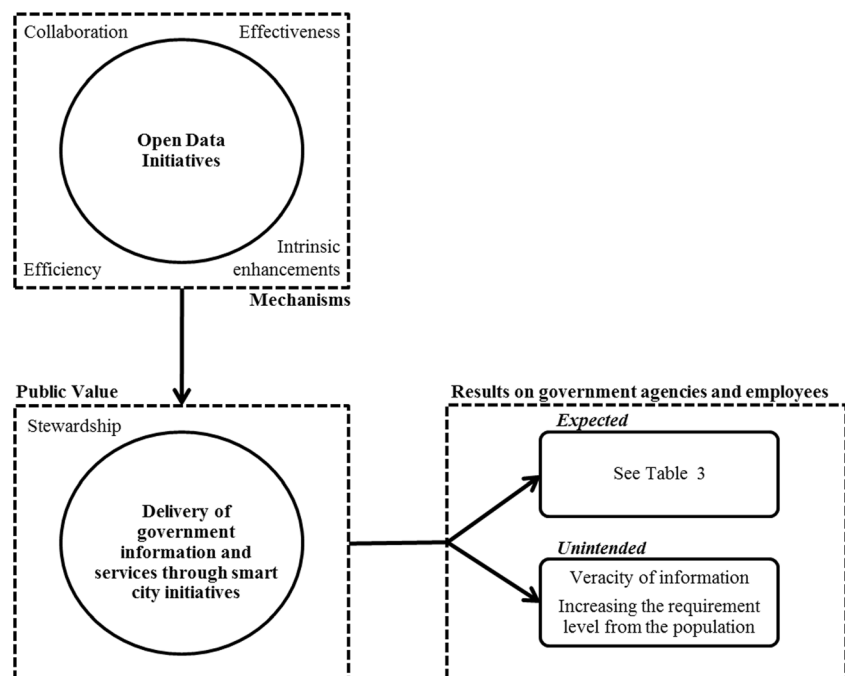 Collaboration
Effectiveness
Open Data
Initiatives
Efficiency
Intrinsic
enhancements
Mechanisms
Public Value
Stewardship
Delivery of
government
information and
services through smart
city initiatives
Results on government agencies and employees
Expected
See Table 3
Unintended
Veracity of information
Increasing the requirement
level from the population